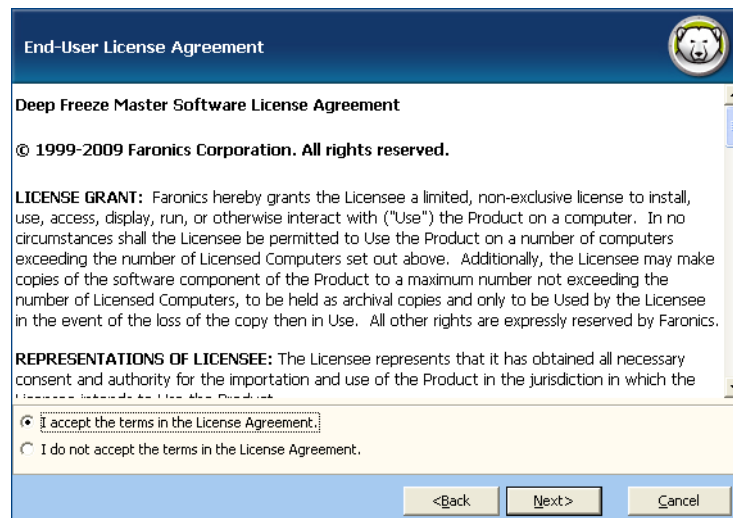 End-User License Agreement
Deep Freeze Master Software License Agreement
© 1999-2009 Faronics Corporation. All rights reserved.
LICENSE GRANT: Faronics hereby grants the Licensee a limited, non-exclusive license to install,
use, access, display, run, or otherwise interact with ("Use") the Product on a computer. In no
circumstances shall the Licensee be permitted to Use the Product on a number of computers
exceeding the number of Licensed Computers set out above. Additionally, the Licensee may make
copies of the software component of the Product to a maximum number not exceeding the
number of Licensed Computers, to be held as archival copies and only to be Used by the Licensee
in the event of the loss of the copy then in Use. All other rights are expressly reserved by Faronics.
REPRESENTATIONS OF LICENSEE: The Licensee represents that it has obtained all necessary
consent and authority for the importation and use of the Product in the jurisdiction in which the
Licensee intends to Use the Product
I accept the terms in the License Agreement.
I do not accept the terms in the License Agreement.
<Back Next> Cancel